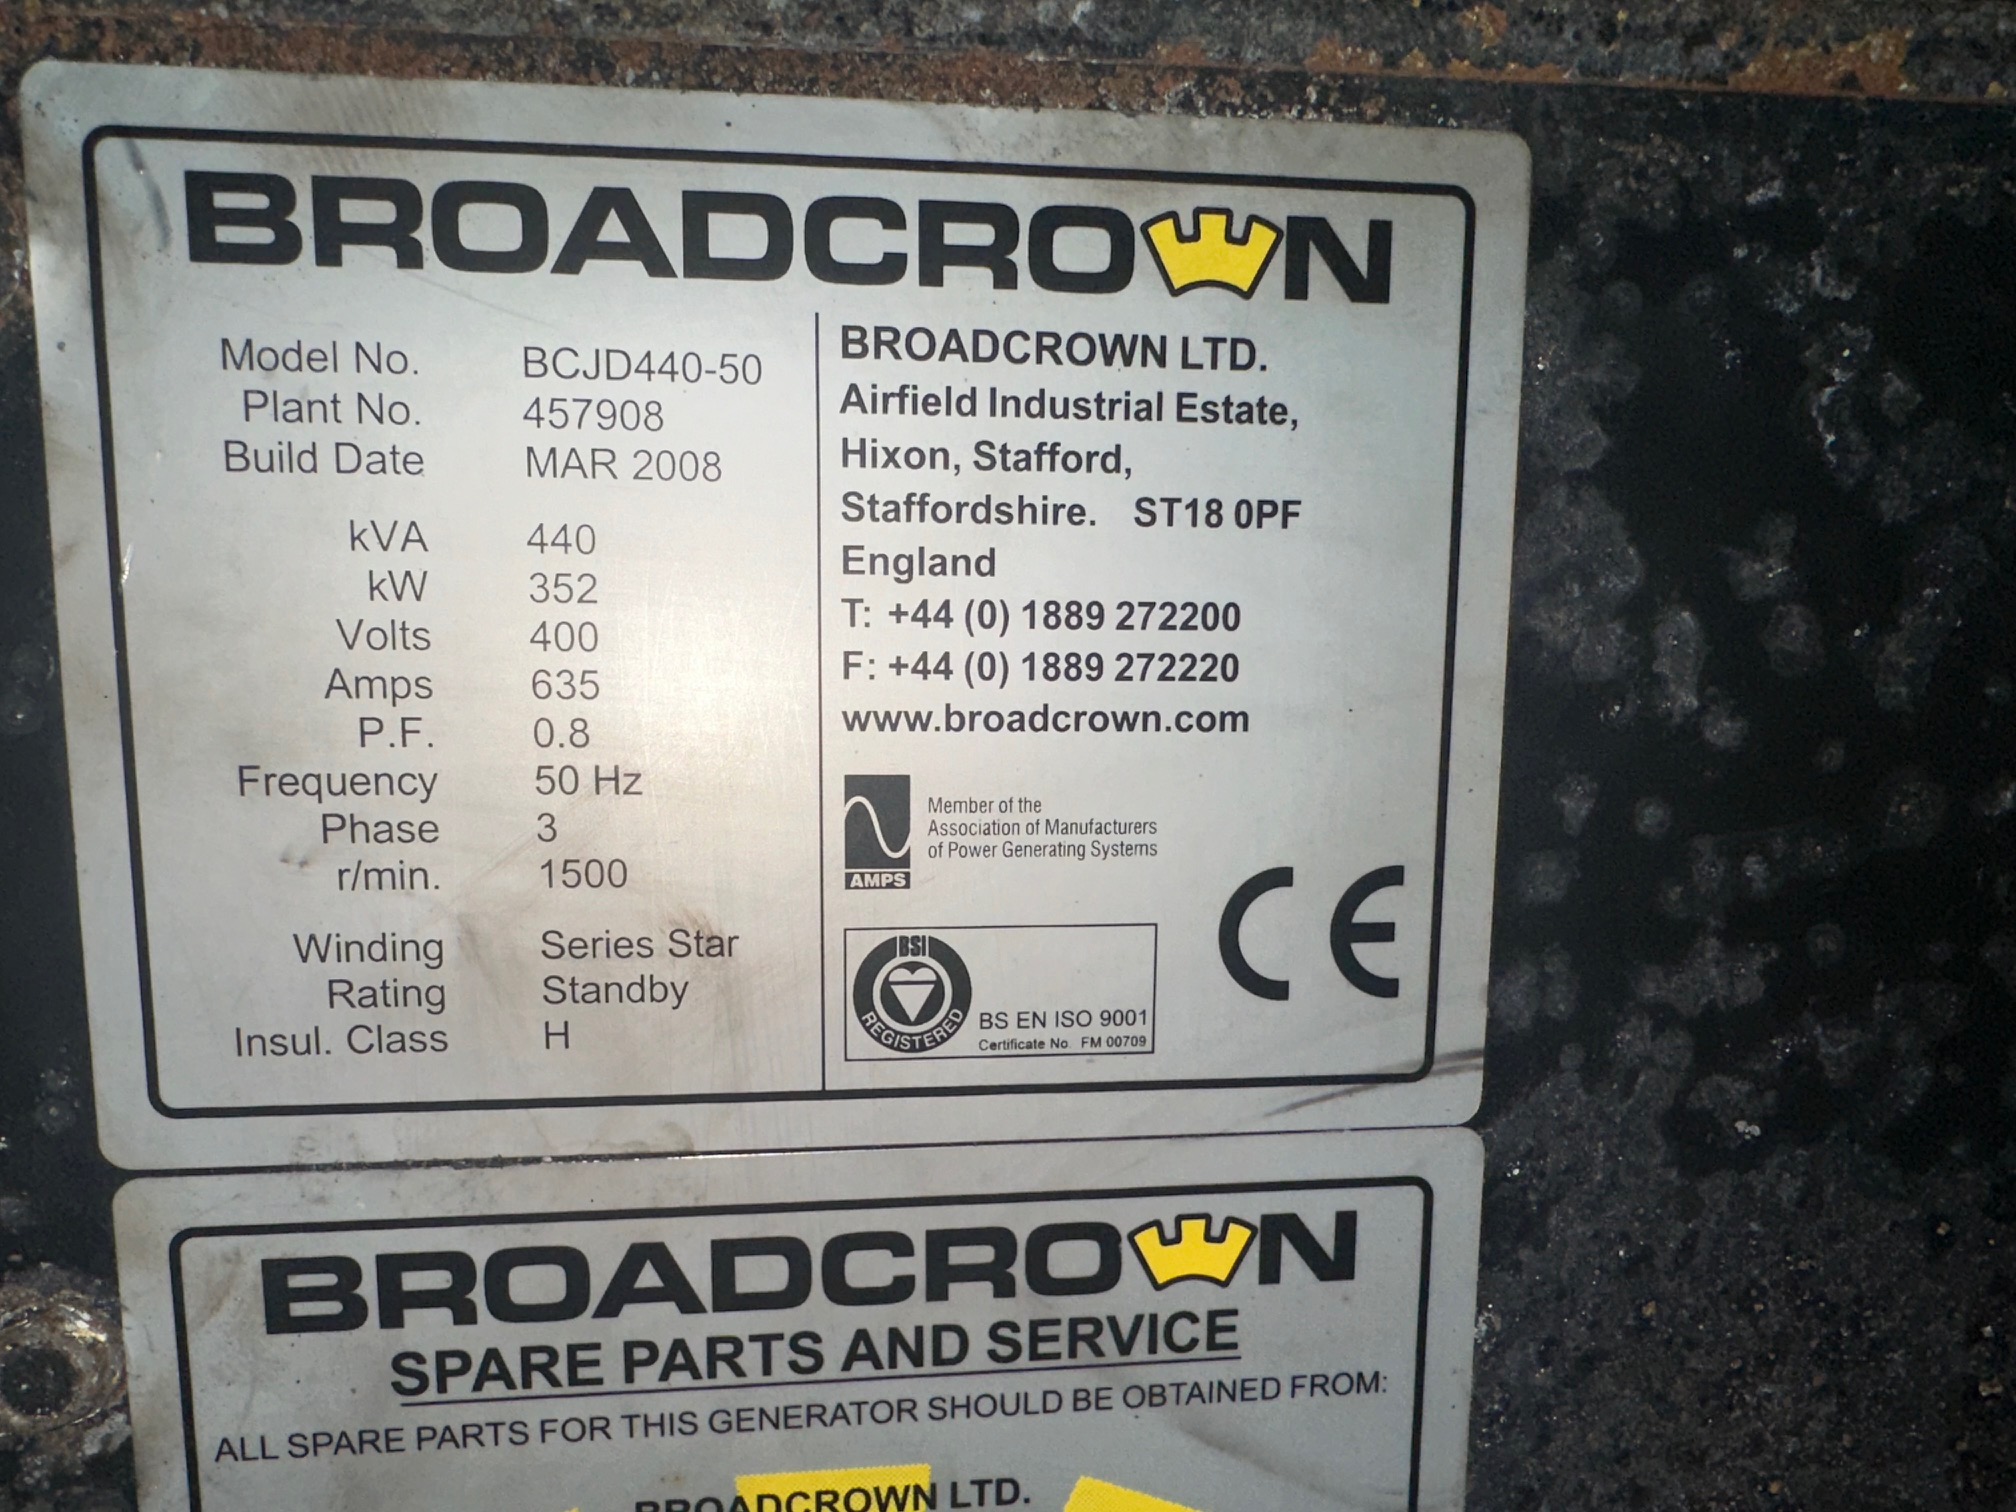 BROADCROWN
Model No. BCJD440-50
Plant No. 457908
Build Date MAR 2008
kVA 440
kW 352
Volts 400
Amps 635
P.F. 0.8
Frequency 50 Hz
Phase 3
r/min. 1500
Winding Series Star
Rating Standby
Insul. Class H
BROADCROWN LTD.
Airfield Industrial Estate,
Hixon, Stafford,
Staffordshire. ST18 0PF
England
T: +44 (0) 1889 272200
F: +44 (0) 1889 272220
www.broadcrown.com
Member of the
Association of Manufacturers
of Power Generating Systems
AMPS
CE
BSI
REGISTERED
BS EN ISO 9001
Certificate No. FM 00709
BROADCROWN
SPARE PARTS AND SERVICE
ALL SPARE PARTS FOR THIS GENERATOR SHOULD BE OBTAINED FROM:
BROADCROWN LTD.